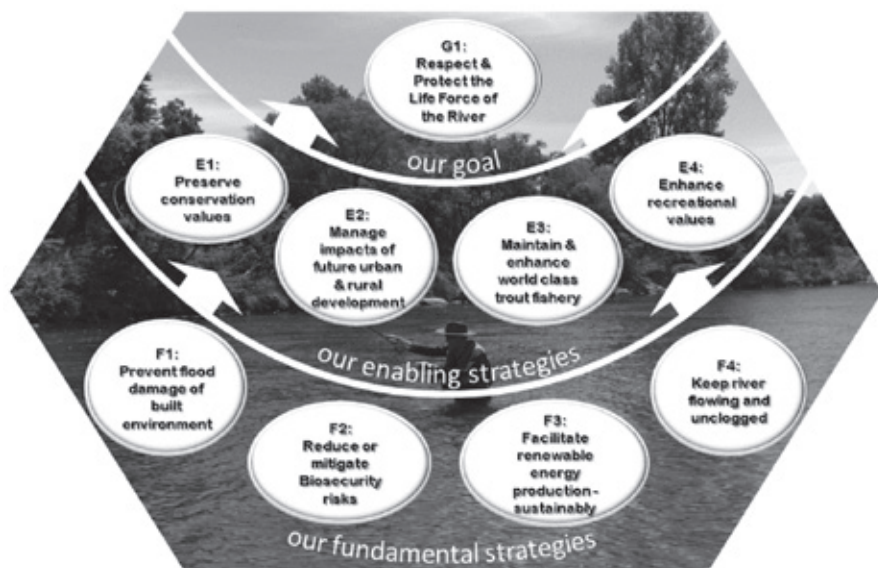 G1:
Respect &
Protect the
Life Force of
the River
our goal
E1:
Preserve
conservation
values
E2:
Manage
impacts of
future urban
& rural
development
E3:
Maintain &
enhance
world class
trout fishery
E4:
Enhance
recreational
values
our enabling strategies
F1:
Prevent flood
damage of
built
environment
F2:
Reduce or
mitigate
Biosecurity
risks
F3:
Facilitate
renewable
energy
production-
sustainably
F4:
Keep river
flowing and
unclogged
our fundamental strategies